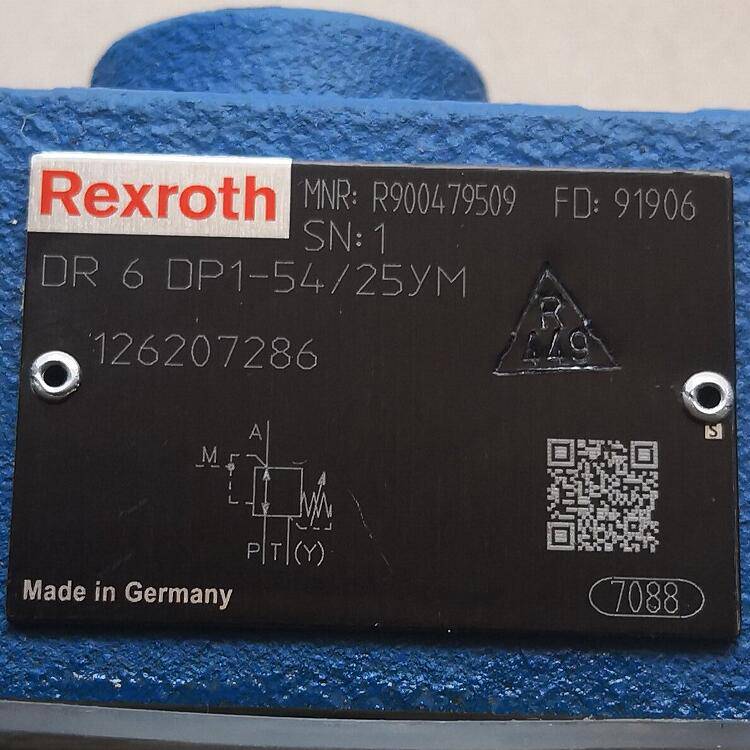 Rexroth
MNR: R900479509 FD: 91906
SN: 1
DR 6 DP1-54/25YM
126207286
R
449
A
M
P T (Y)
S
Made in Germany
7088